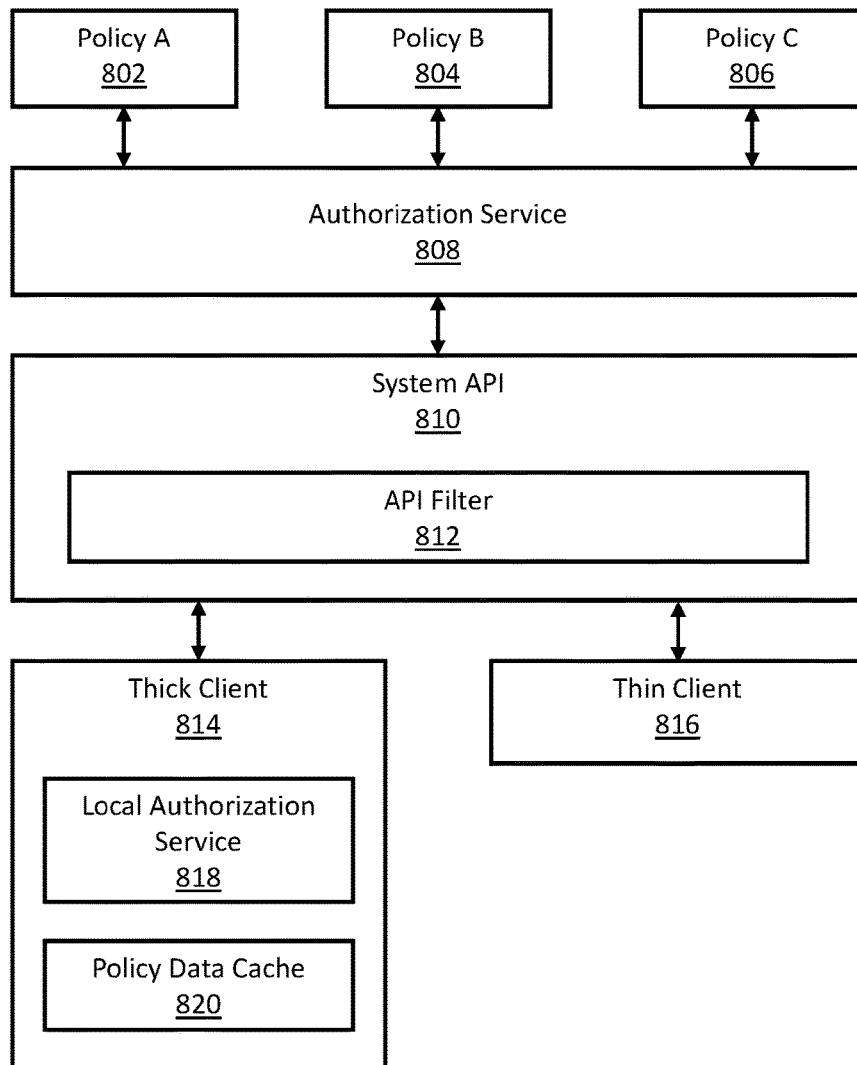 Policy A
802
Policy B
804
Policy C
806
Authorization Service
808
System API
810
API Filter
812
Thick Client
814
Thin Client
816
Local Authorization
Service
818
Policy Data Cache
820